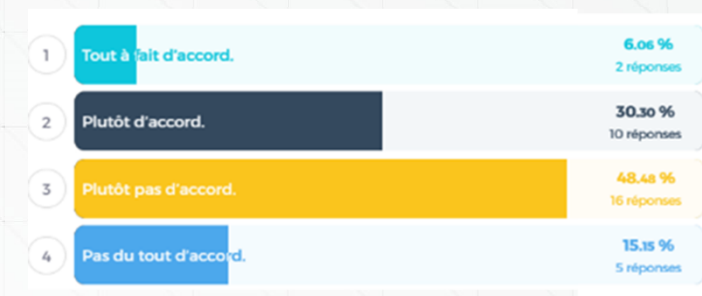 1
Tout à fait d'accord.
6.06 %
2 réponses
2
Plutôt d'accord.
30.30 %
10 réponses
3
Plutôt pas d'accord.
48.48 %
16 réponses
4
Pas du tout d'accord.
15.15 %
5 réponses